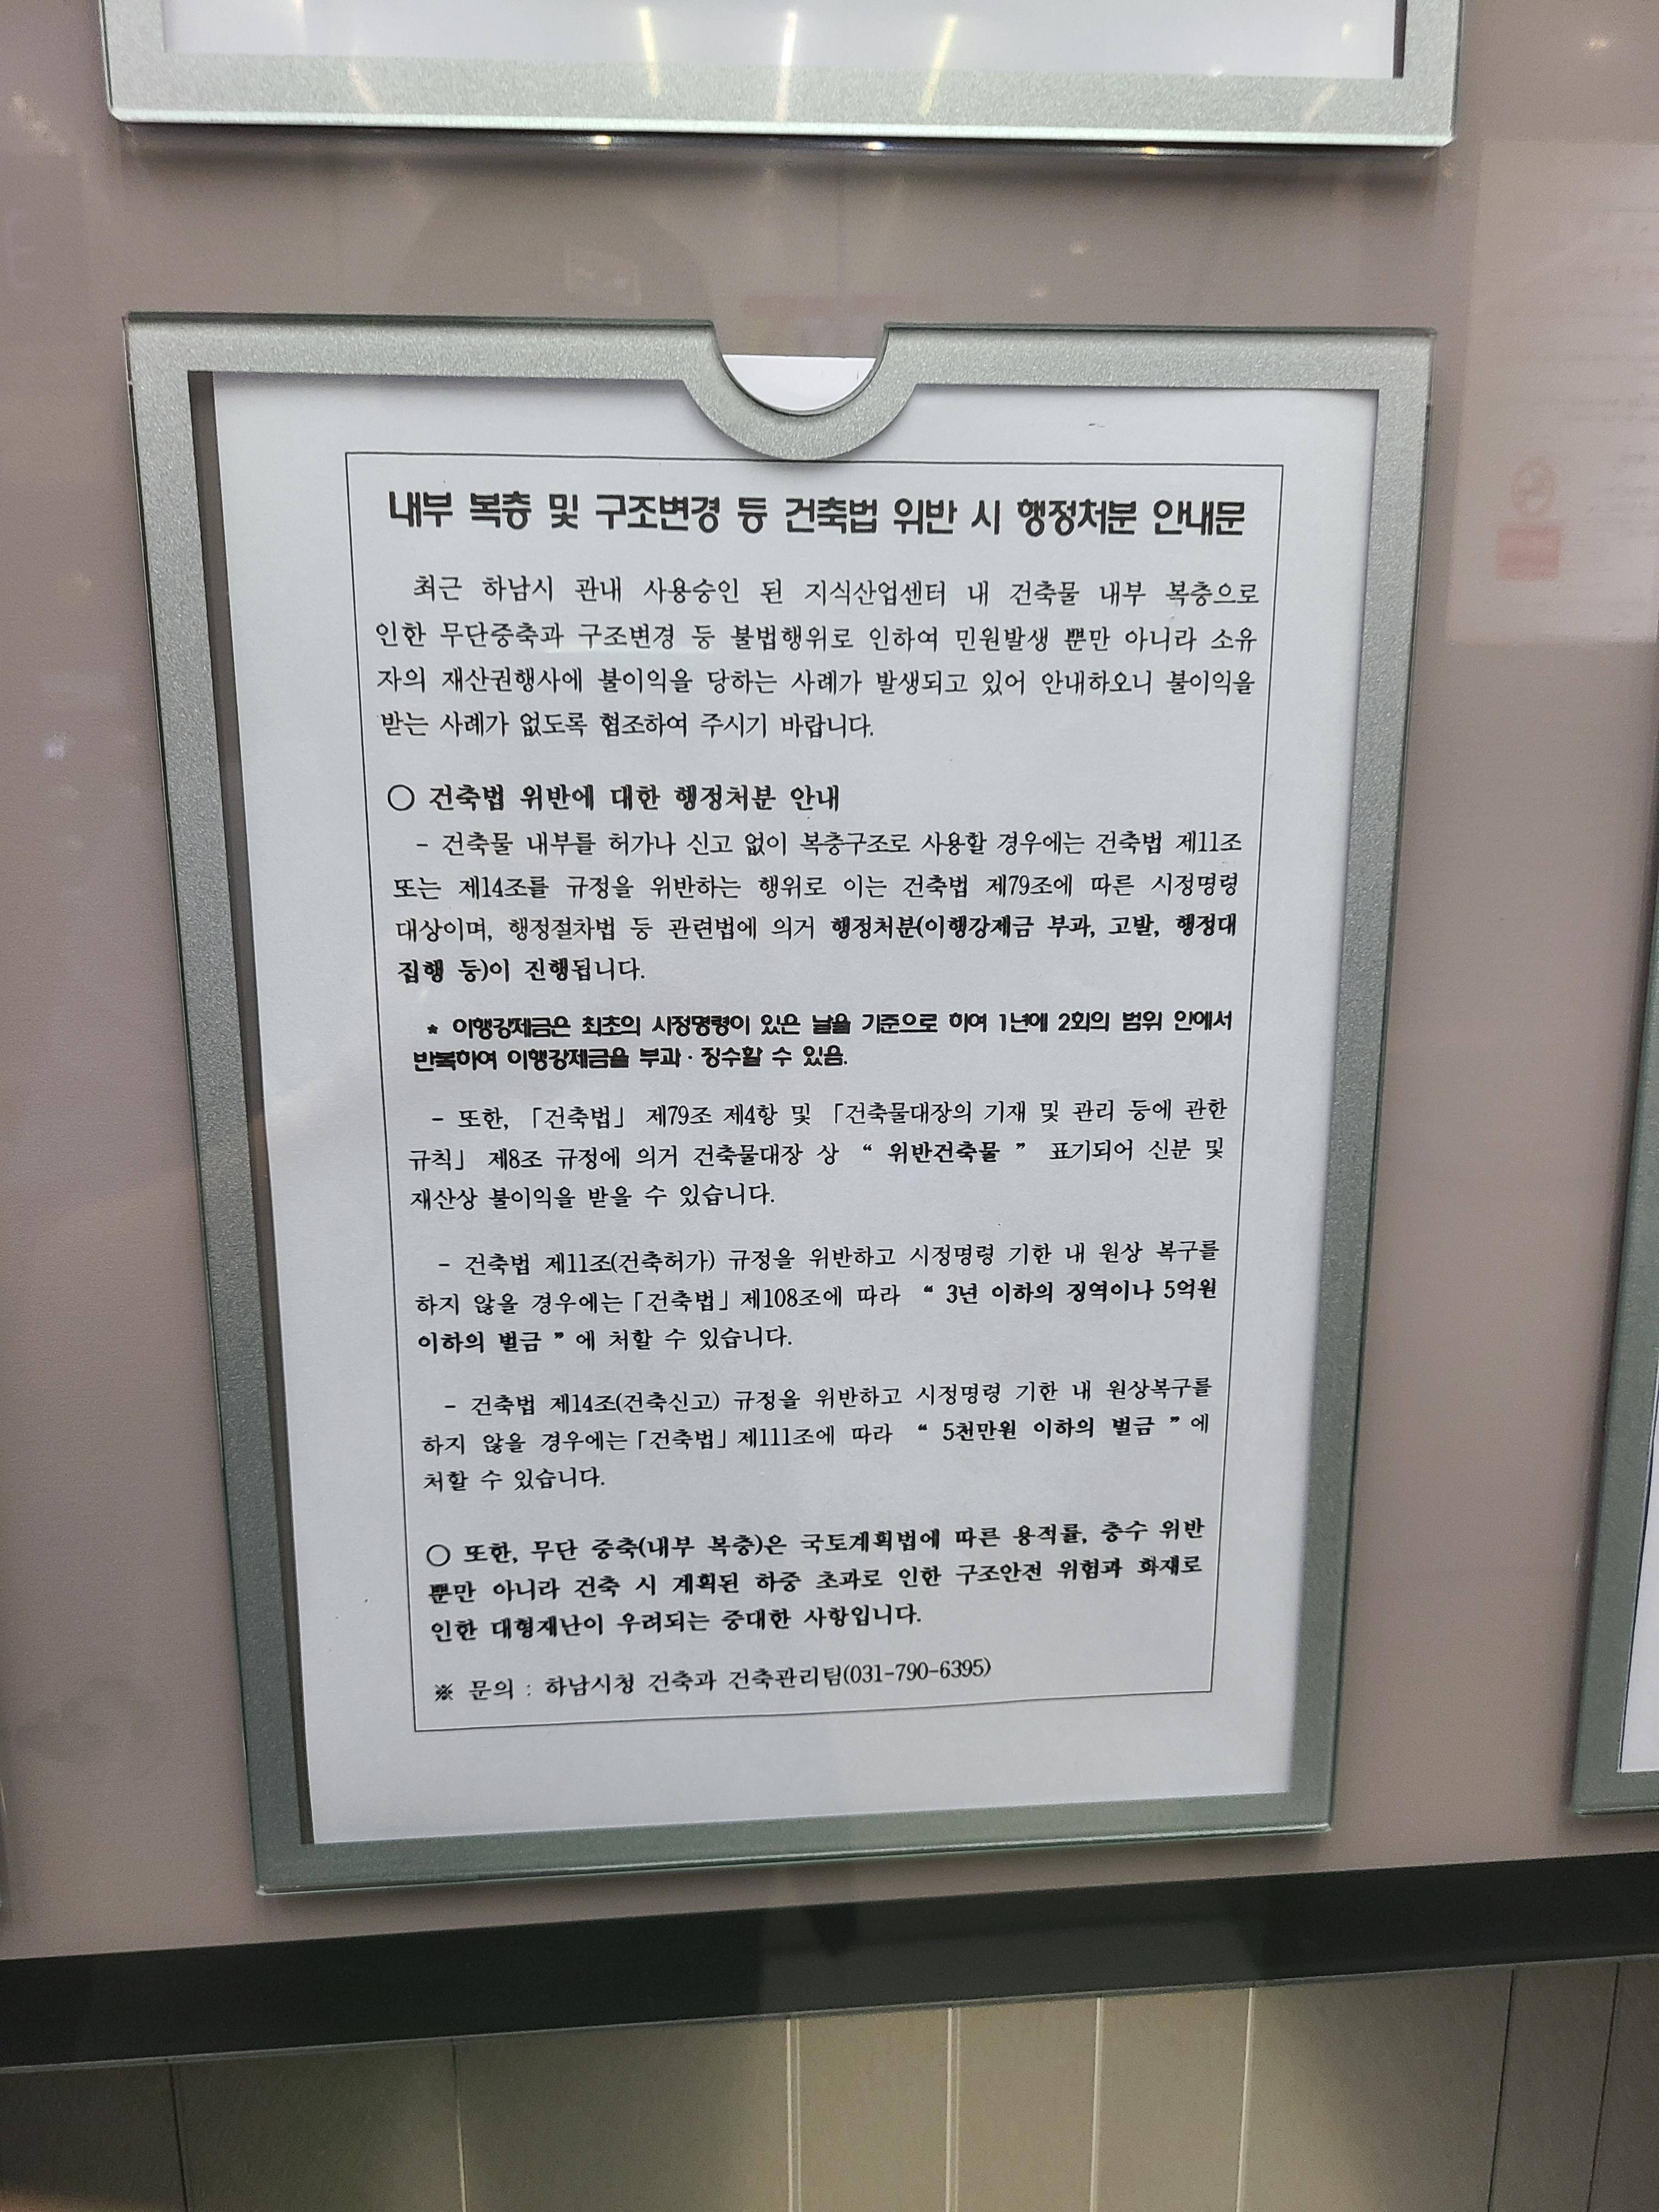 내부 복층 및 구조변경 등 건축법 위반 시 행정처분 안내문
최근 하남시 관내 사용승인 된 지식산업센터 내 건축물 내부 복층으로
인한 무단증축과 구조변경 등 불법행위로 인하여 민원발생 뿐만 아니라 소유
자의 재산권행사에 불이익을 당하는 사례가 발생되고 있어 안내하오니 불이익을
받는 사례가 없도록 협조하여 주시기 바랍니다.
○ 건축법 위반에 대한 행정처분 안내
- 건축물 내부를 허가나 신고 없이 복층구조로 사용할 경우에는 건축법 제11조
또는 제14조를 규정을 위반하는 행위로 이는 건축법 제79조에 따른 시정명령
대상이며, 행정절차법 등 관련법에 의거 행정처분(이행강제금 부과, 고발, 행정대
집행 등)이 진행됩니다.
* 이행강제금은 최초의 시정명령이 있은 날을 기준으로 하여 1년에 2회의 범위 안에서
반복하여 이행강제금을 부과·징수할 수 있음.
- 또한, 「건축법」 제79조 제4항 및 「건축물대장의 기재 및 관리 등에 관한
규칙」 제8조 규정에 의거 건축물대장 상 “ 위반건축물 ” 표기되어 신분 및
재산상 불이익을 받을 수 있습니다.
- 건축법 제11조(건축허가) 규정을 위반하고 시정명령 기한 내 원상 복구를
하지 않을 경우에는 「건축법」 제108조에 따라 “ 3년 이하의 징역이나 5억원
이하의 벌금 ” 에 처할 수 있습니다.
- 건축법 제14조(건축신고) 규정을 위반하고 시정명령 기한 내 원상복구를
하지 않을 경우에는 「건축법」 제111조에 따라 “ 5천만원 이하의 벌금 ” 에
처할 수 있습니다.
○ 또한, 무단 증축(내부 복층)은 국토계획법에 따른 용적률, 층수 위반
뿐만 아니라 건축 시 계획된 하중 초과로 인한 구조안전 위험과 화재로
인한 대형재난이 우려되는 중대한 사항입니다.
※ 문의 : 하남시청 건축과 건축관리팀(031-790-6395)